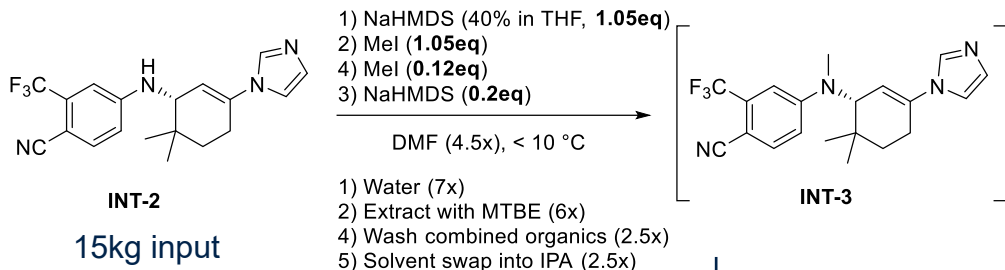 1) NaHMDS (40% in THF, 1.05eq)
2) MeI (1.05eq)
4) MeI (0.12eq)
3) NaHMDS (0.2eq)
DMF (4.5x), < 10 °C
1) Water (7x)
2) Extract with MTBE (6x)
4) Wash combined organics (2.5x)
5) Solvent swap into IPA (2.5x)
F3C
NC
H
N
N
N
INT-2
15kg input
F3C
NC
N
N
N
INT-3